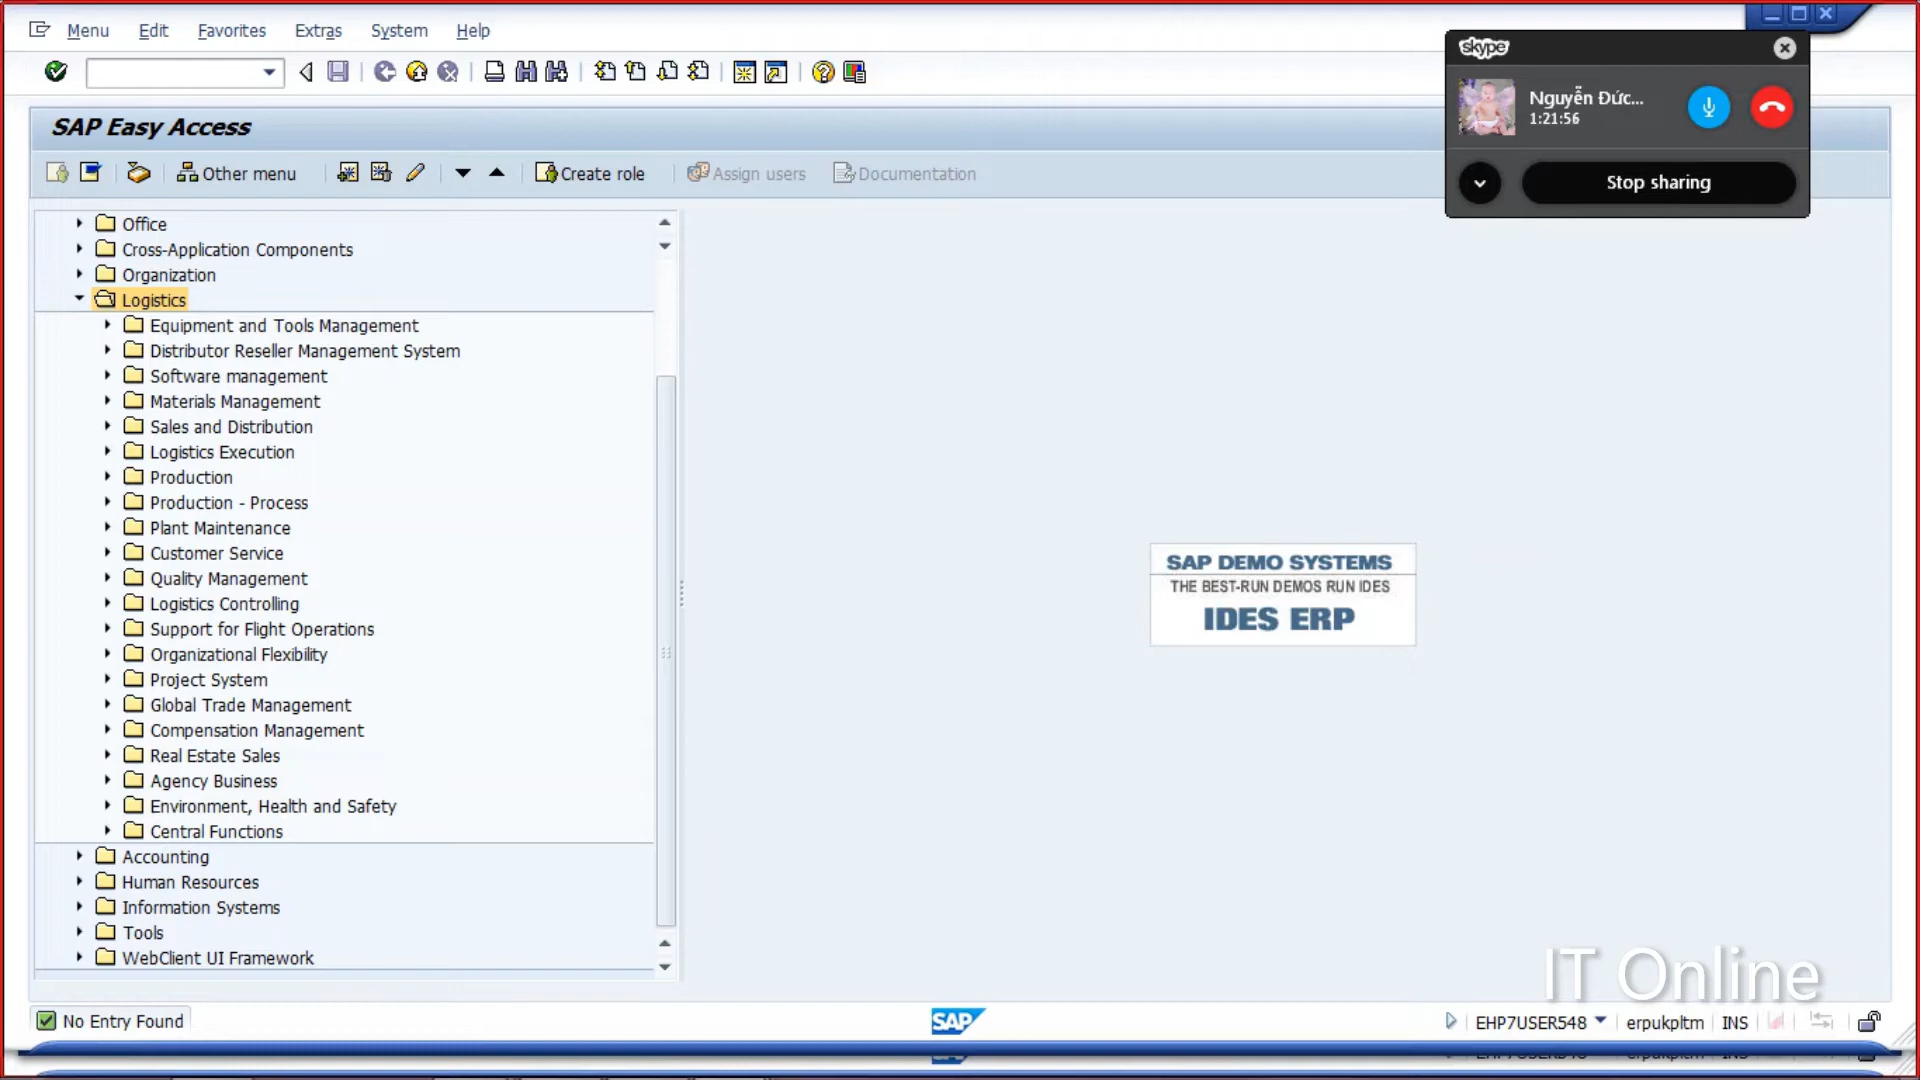 Menu Edit Favorites Extras System Help
skype
Nguyễn Đức...
1:21:56
Stop sharing
SAP Easy Access
Other menu Create role Assign users Documentation
Office
Cross-Application Components
Organization
Logistics
Equipment and Tools Management
Distributor Reseller Management System
Software management
Materials Management
Sales and Distribution
Logistics Execution
Production
Production - Process
Plant Maintenance
Customer Service
Quality Management
Logistics Controlling
Support for Flight Operations
Organizational Flexibility
Project System
Global Trade Management
Compensation Management
Real Estate Sales
Agency Business
Environment, Health and Safety
Central Functions
Accounting
Human Resources
Information Systems
Tools
WebClient UI Framework
SAP DEMO SYSTEMS
THE BEST-RUN DEMOS RUN IDES
IDES ERP
IT Online
No Entry Found
SAP
EHP7USER548 erpukpltm INS